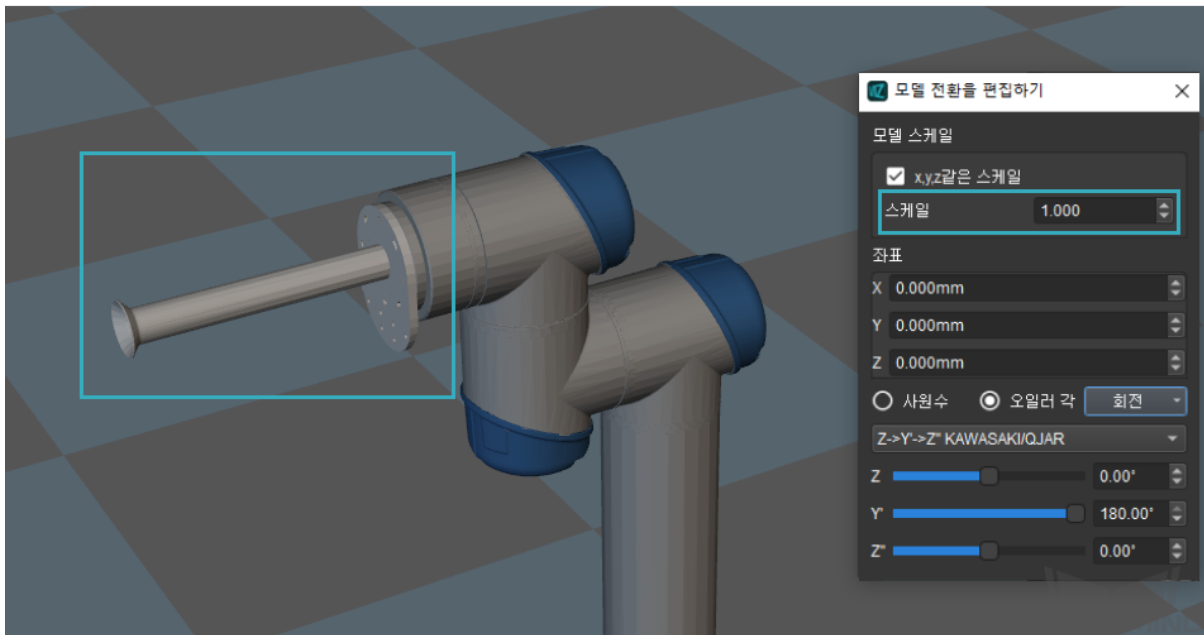 모델 전환을 편집하기
모델 스케일
x,y,z같은 스케일
스케일 1.000
좌표
X 0.000mm
Y 0.000mm
Z 0.000mm
사원수 오일러 각 회전
Z->Y'->Z" KAWASAKI/QJAR
Z 0.00°
Y' 180.00°
Z" 0.00°